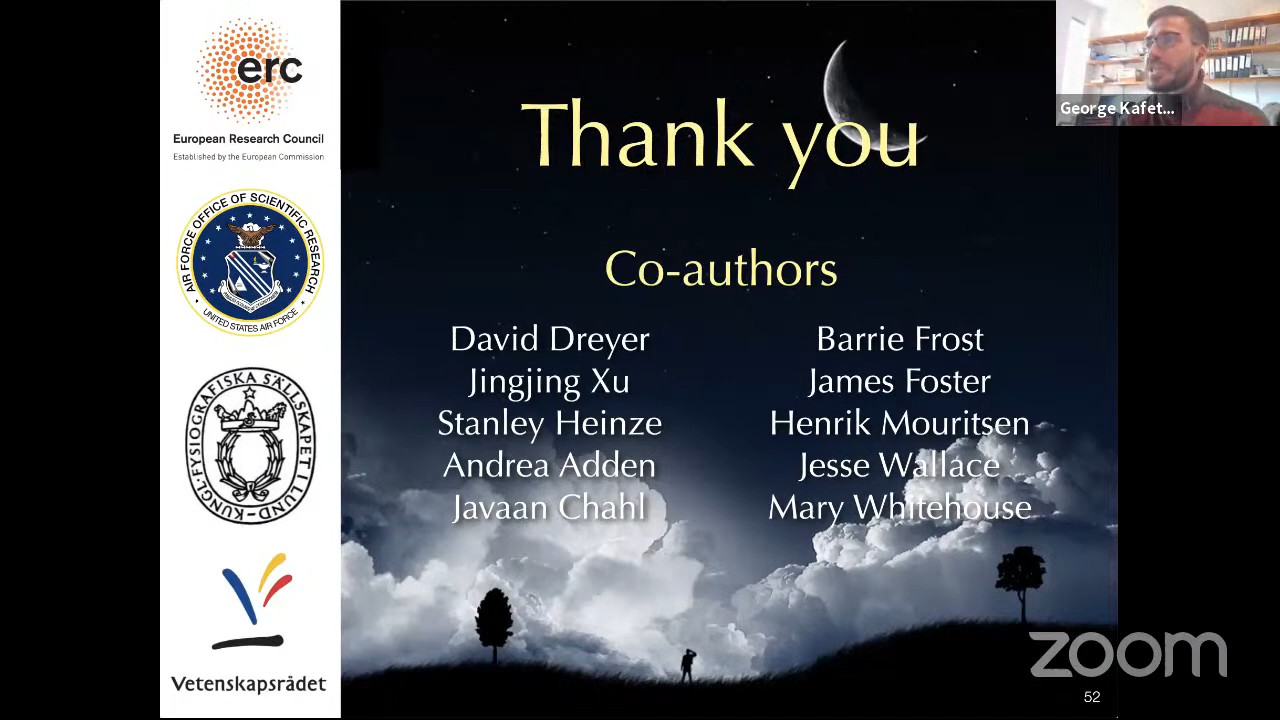 erc
European Research Council
Established by the European Commission
AIR FORCE OFFICE OF SCIENTIFIC RESEARCH
UNITED STATES AIR FORCE
KUNGL·FYSIOGRAFISKA SÄLLSKAPET I LUND
Vetenskapsrådet
Thank you
Co-authors
David Dreyer
Jingjing Xu
Stanley Heinze
Andrea Adden
Javaan Chahl
Barrie Frost
James Foster
Henrik Mouritsen
Jesse Wallace
Mary Whitehouse
George Kafet...
zoom
52